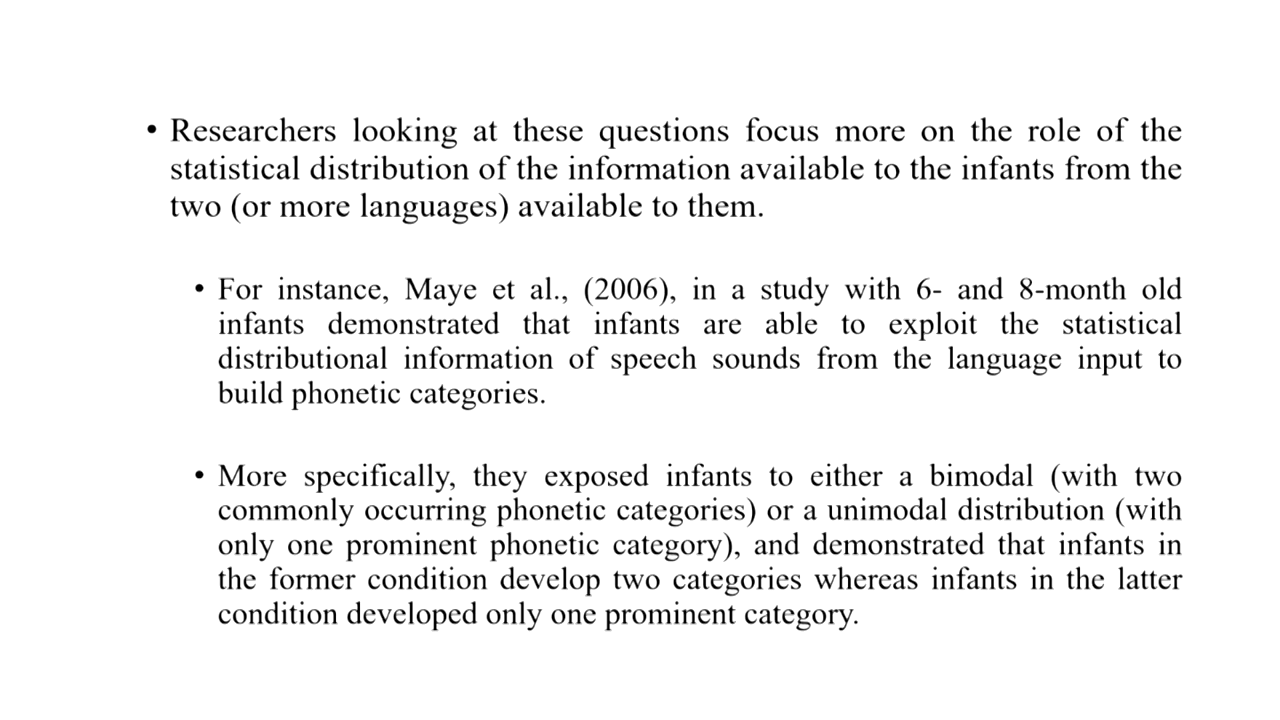 • Researchers looking at these questions focus more on the role of the
statistical distribution of the information available to the infants from the
two (or more languages) available to them.
• For instance, Maye et al., (2006), in a study with 6- and 8-month old
infants demonstrated that infants are able to exploit the statistical
distributional information of speech sounds from the language input to
build phonetic categories.
• More specifically, they exposed infants to either a bimodal (with two
commonly occurring phonetic categories) or a unimodal distribution (with
only one prominent phonetic category), and demonstrated that infants in
the former condition develop two categories whereas infants in the latter
condition developed only one prominent category.